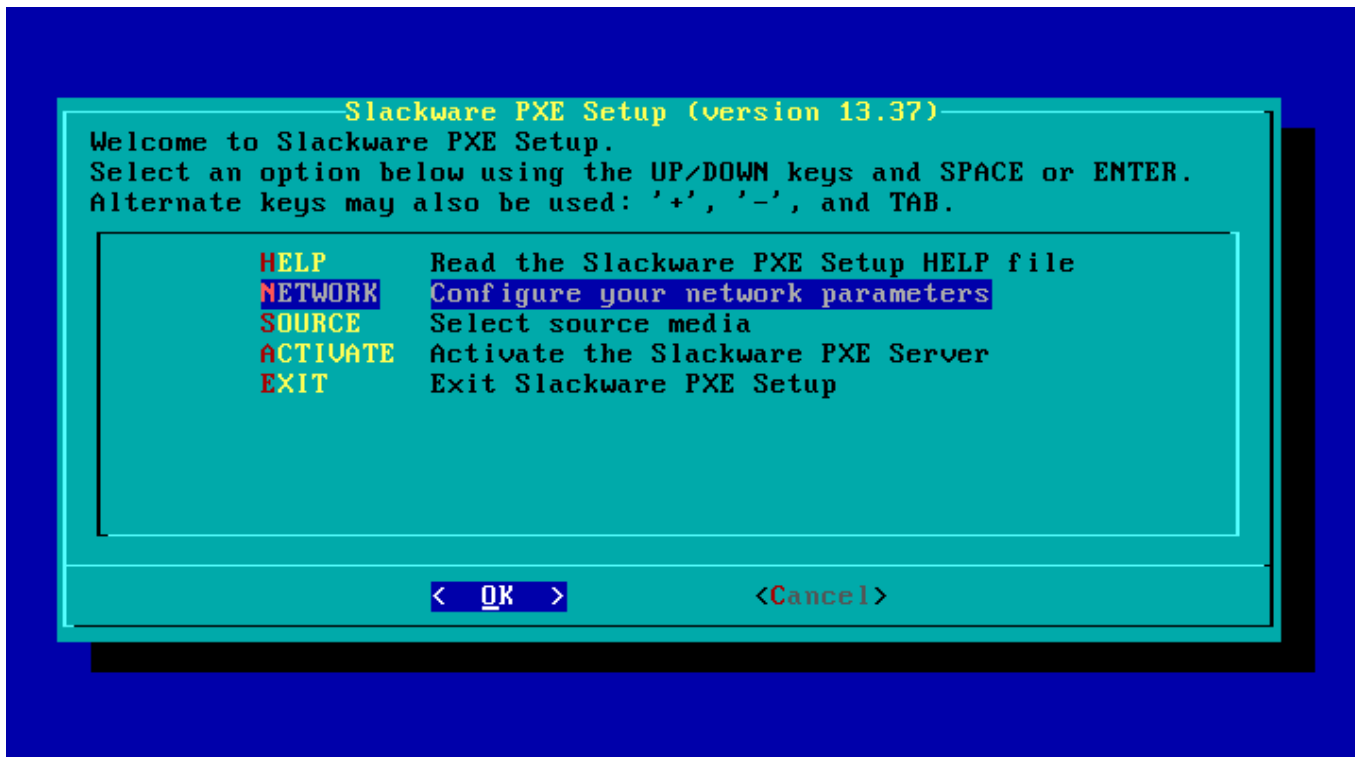 Slackware PXE Setup (version 13.37)
Welcome to Slackware PXE Setup.
Select an option below using the UP/DOWN keys and SPACE or ENTER.
Alternate keys may also be used: '+', '-', and TAB.
HELP Read the Slackware PXE Setup HELP file
NETWORK Configure your network parameters
SOURCE Select source media
ACTIVATE Activate the Slackware PXE Server
EXIT Exit Slackware PXE Setup
< OK > <Cancel>